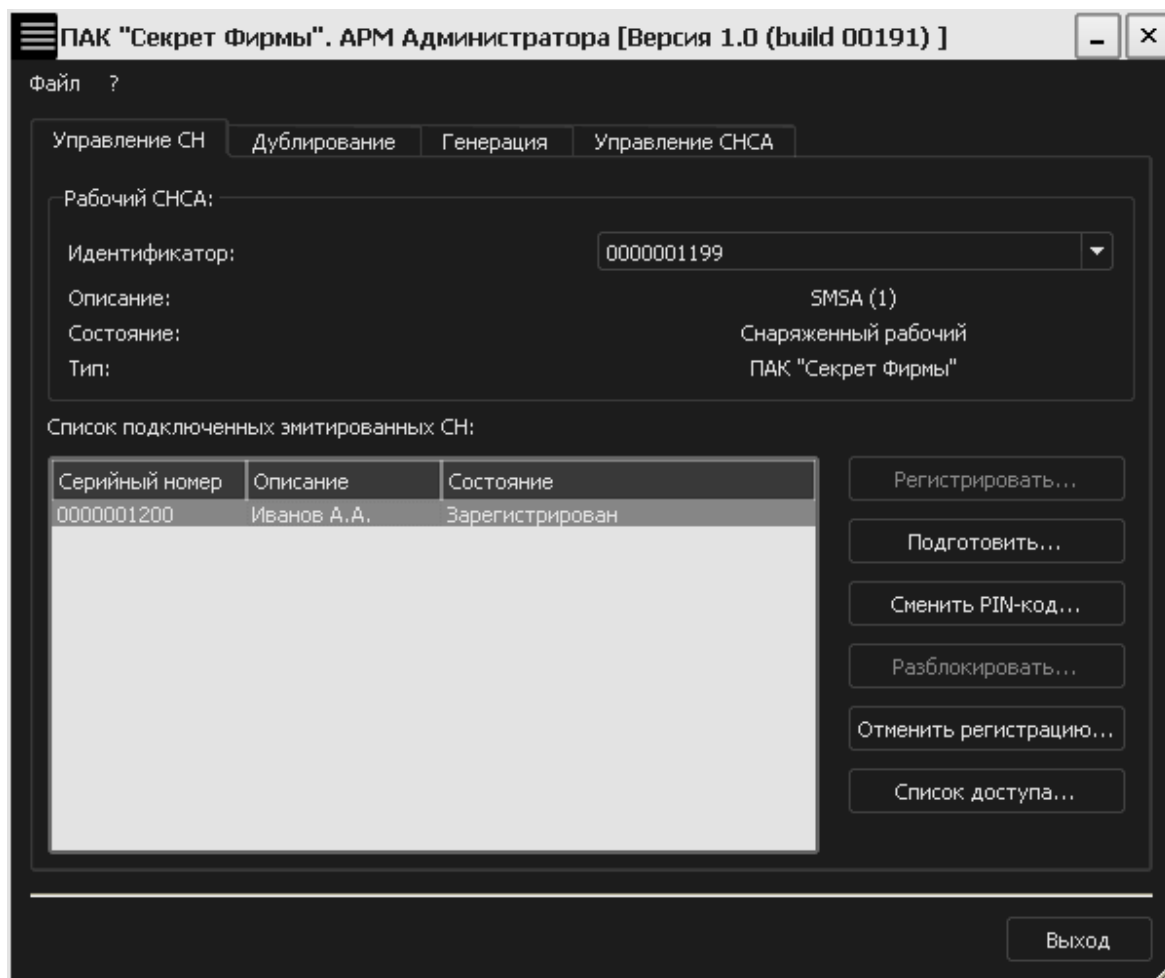 ПАК "Секрет Фирмы". АРМ Администратора [Версия 1.0 (build 00191) ]
Файл ?
Управление СН Дублирование Генерация Управление СНСА
Рабочий СНСА:
Идентификатор: 0000001199
Описание: SMSA (1)
Состояние: Снаряженный рабочий
Тип: ПАК "Секрет Фирмы"
Список подключенных эмитированных СН:
Серийный номер Описание Состояние
0000001200 Иванов А.А. Зарегистрирован
Регистрировать...
Подготовить...
Сменить PIN-код...
Разблокировать...
Отменить регистрацию...
Список доступа...
Выход